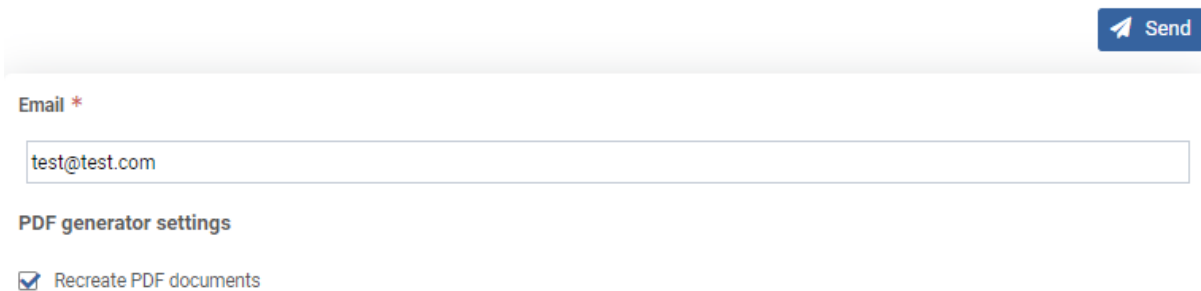 Send
Email *
test@test.com
PDF generator settings
Recreate PDF documents